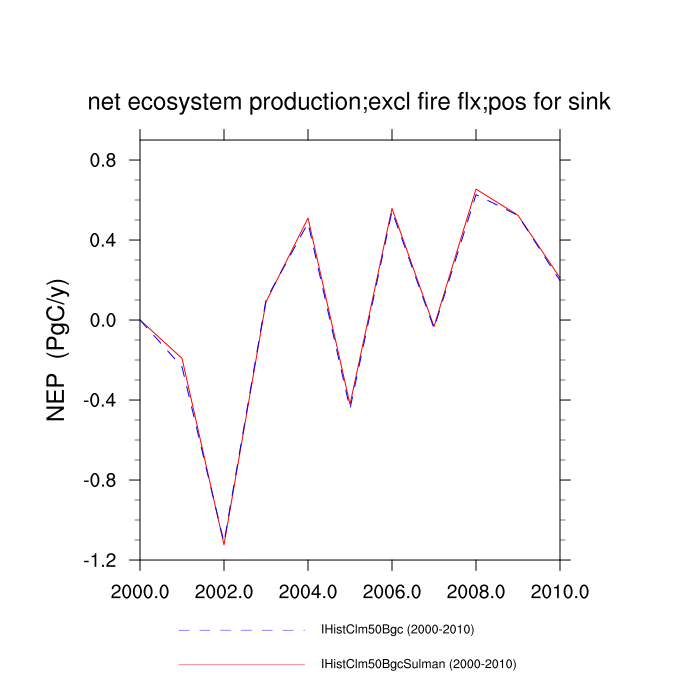 net ecosystem production;excl fire flx;pos for sink
0.8
0.4
0.0
-0.4
-0.8
-1.2
NEP (PgC/y)
2000.0 2002.0 2004.0 2006.0 2008.0 2010.0
IHistClm50Bgc (2000-2010)
IHistClm50BgcSulman (2000-2010)